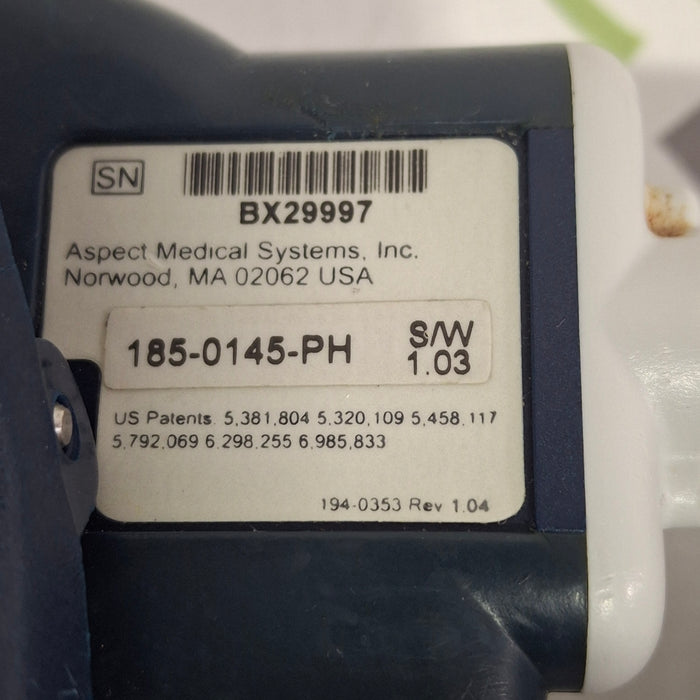 SN
BX29997
Aspect Medical Systems, Inc.
Norwood, MA 02062 USA
185-0145-PH S/W 1.03
US Patents 5,381,804 5,320,109 5,458,117
5,792,069 6,298,255 6,985,833
194-0353 Rev 1.04